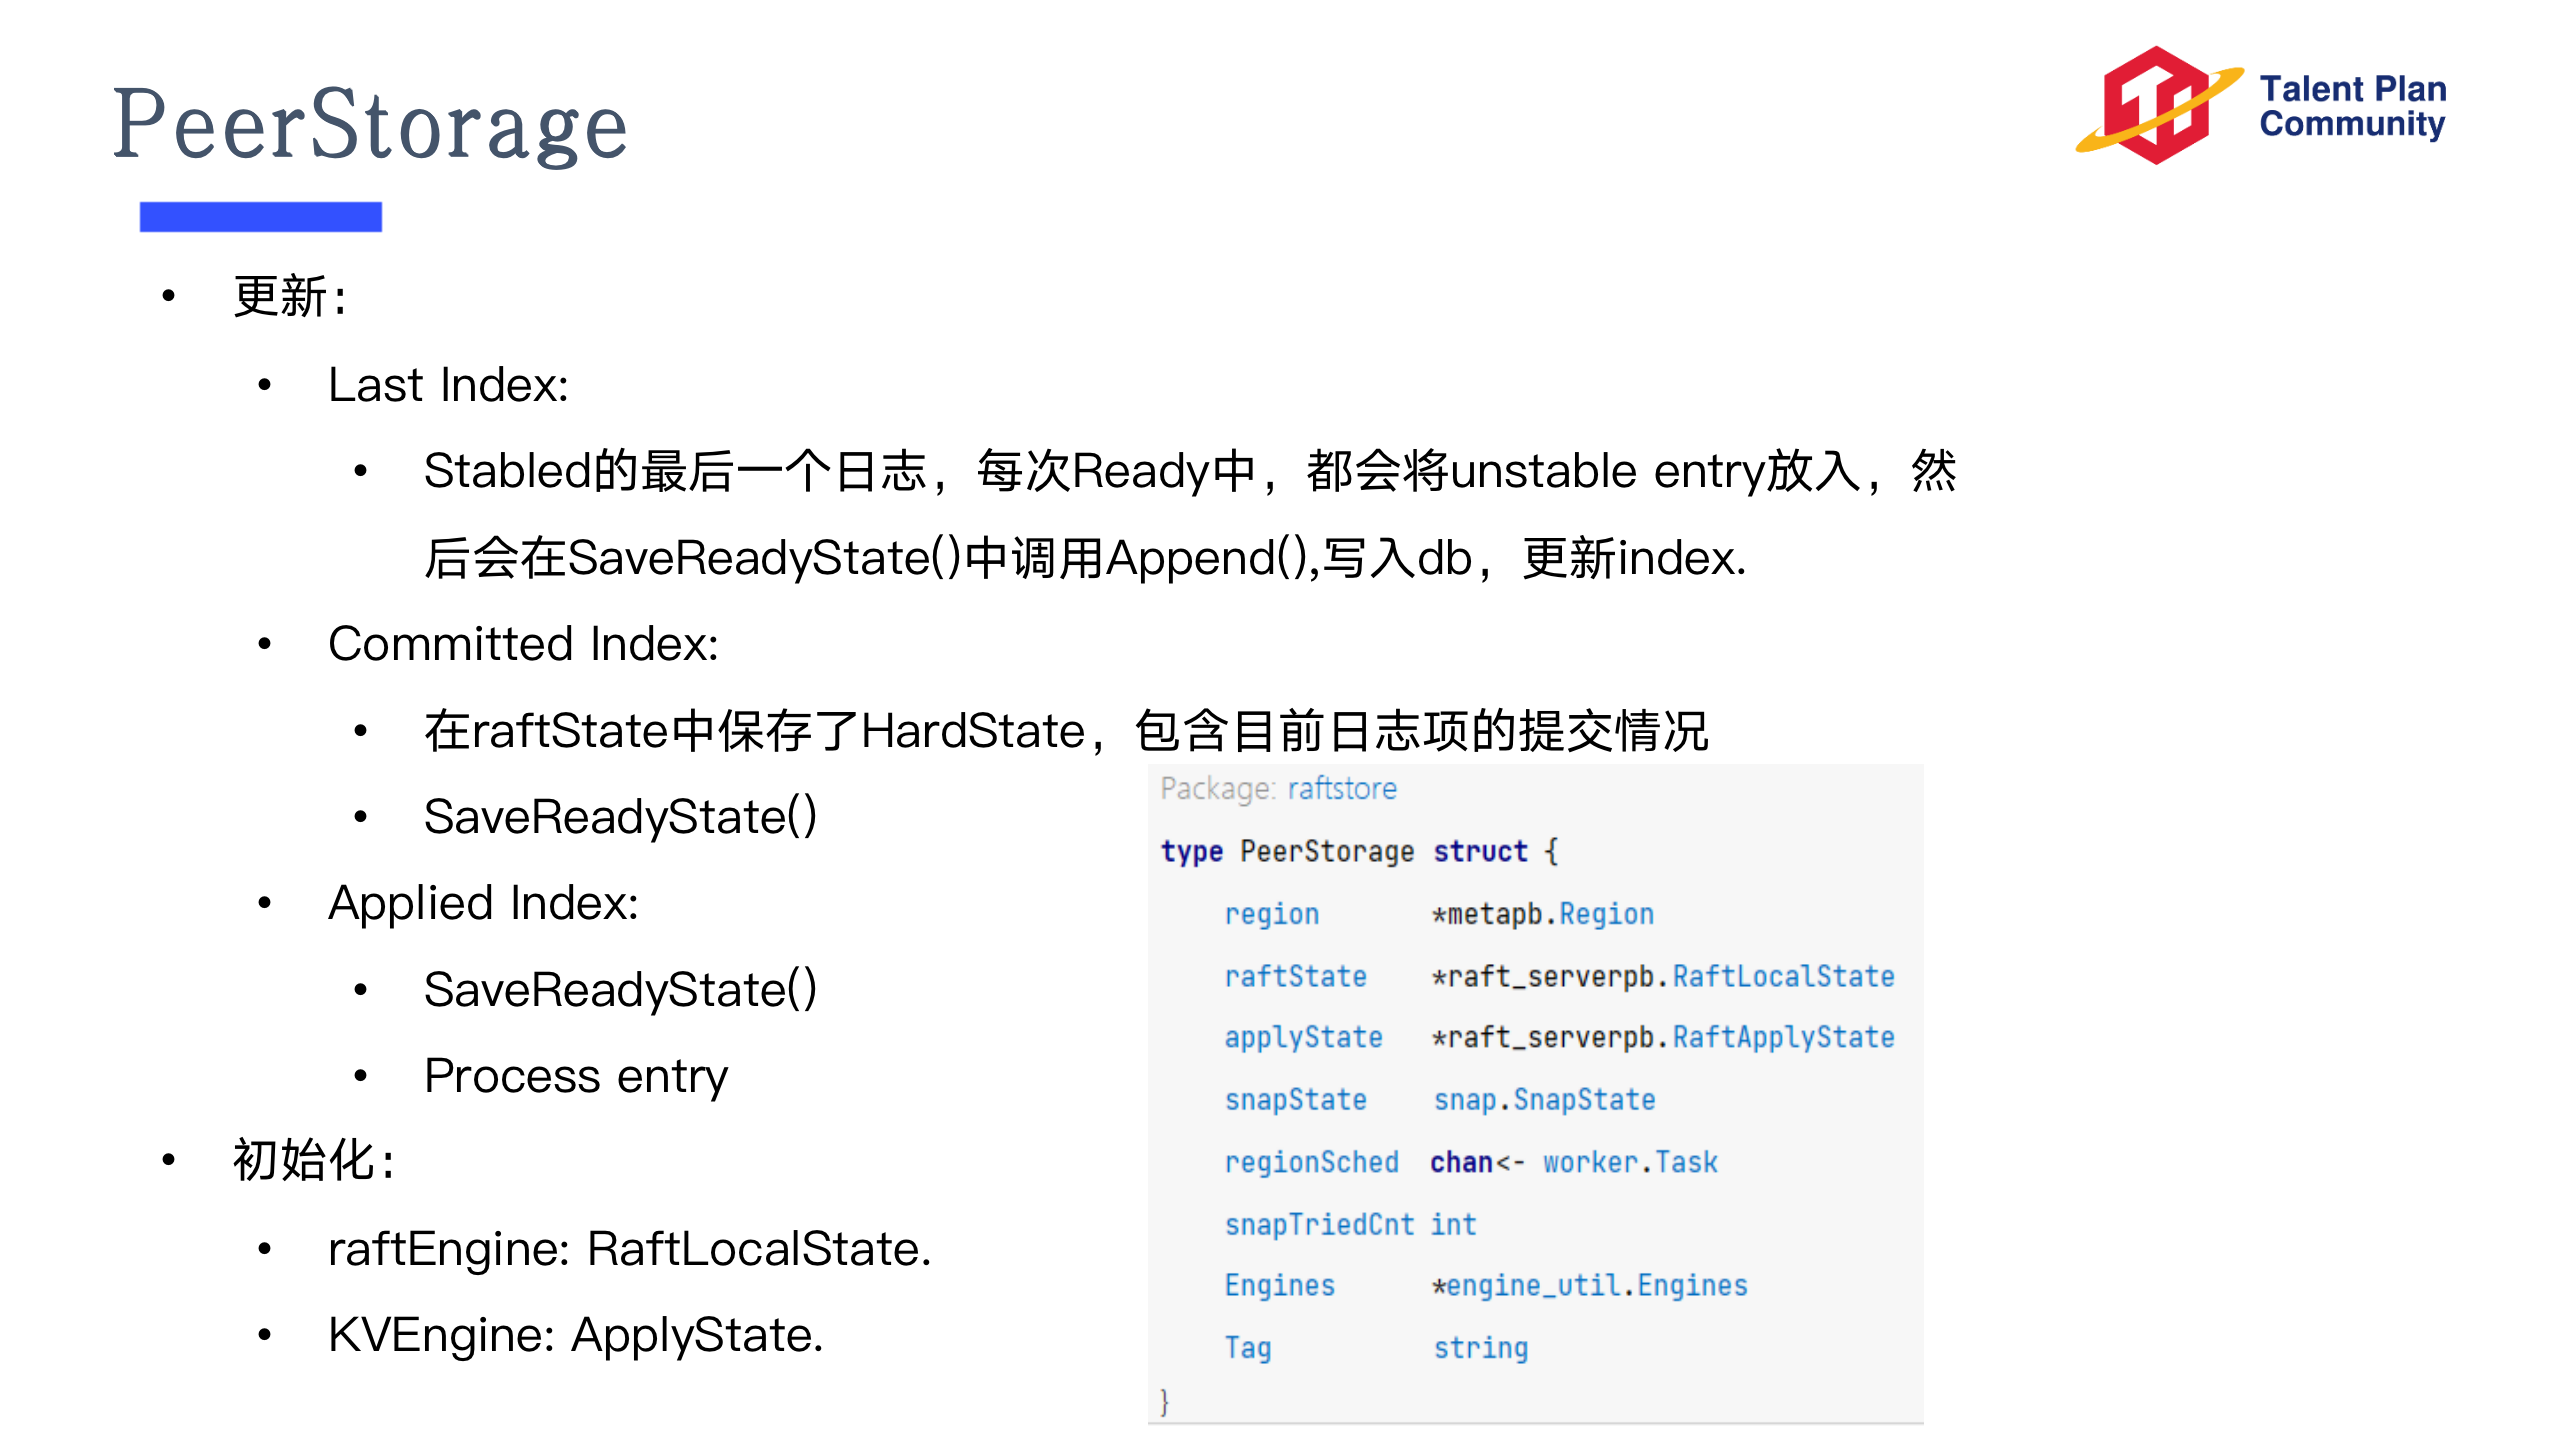 PeerStorage
Talent Plan
Community
• 更新：
• Last Index:
• Stabled的最后一个日志，每次Ready中，都会将unstable entry放入，然
后会在SaveReadyState()中调用Append(),写入db，更新index.
• Committed Index:
• 在raftState中保存了HardState，包含目前日志项的提交情况
• SaveReadyState()
• Applied Index:
• SaveReadyState()
• Process entry
• 初始化：
• raftEngine: RaftLocalState.
• KVEngine: ApplyState.
Package: raftstore
type PeerStorage struct {
region *metapb.Region
raftState *raft_serverpb.RaftLocalState
applyState *raft_serverpb.RaftApplyState
snapState snap.SnapState
regionSched chan<- worker.Task
snapTriedCnt int
Engines *engine_util.Engines
Tag string
}